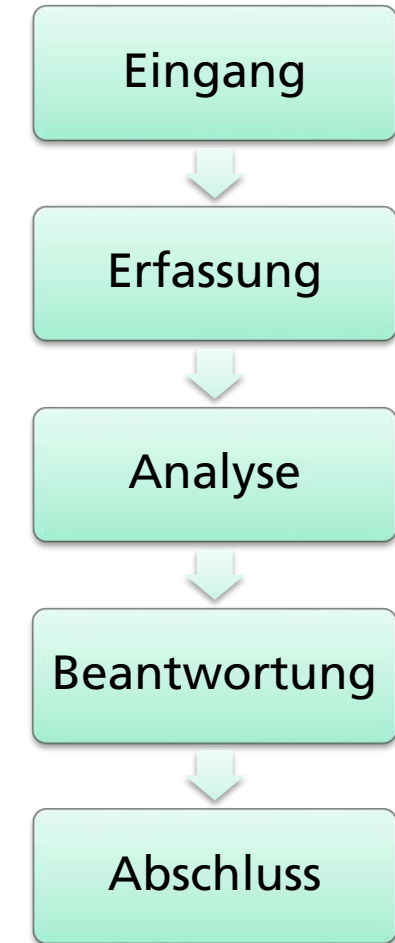 Eingang
Erfassung
Analyse
Beantwortung
Abschluss